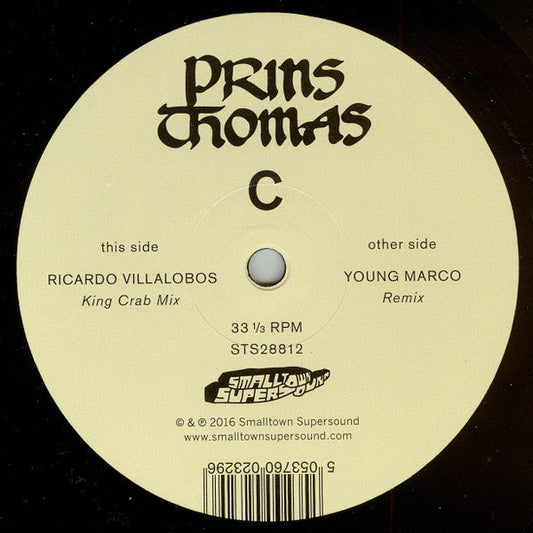 PRINS
THOMAS
C
this side
RICARDO VILLALOBOS
King Crab Mix
other side
YOUNG MARCO
Remix
33 ⅓ RPM
STS28812
SMALLTOWN
SUPERSOUND
© & ℗ 2016 Smalltown Supersound
www.smalltownsupersound.com
5 053760 023296